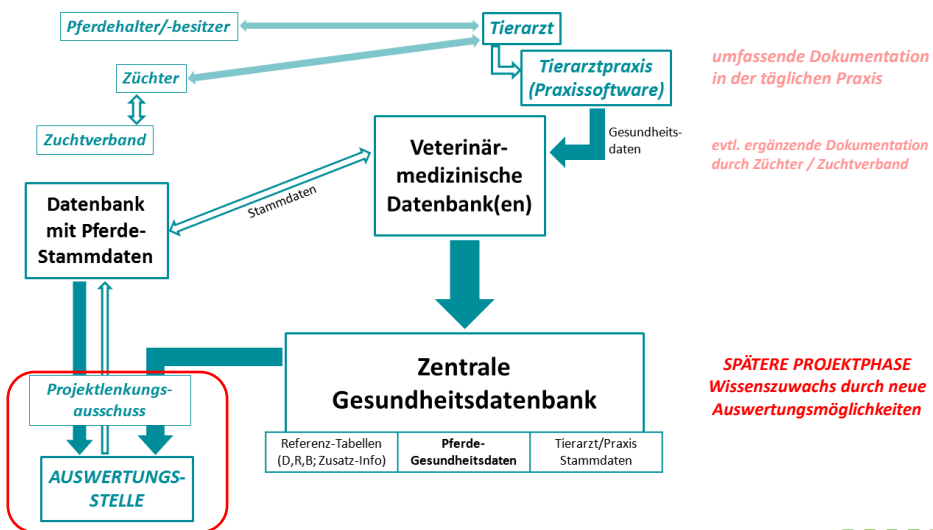 Pferdehalter/-besitzer
Tierarzt
Züchter
Tierarztpraxis
(Praxissoftware)
umfassende Dokumentation
in der täglichen Praxis
Zuchtverband
Gesundheits-
daten
evtl. ergänzende Dokumentation
durch Züchter / Zuchtverband
Veterinär-
medizinische
Datenbank(en)
Stammdaten
Datenbank
mit Pferde-
Stammdaten
Zentrale
Gesundheitsdatenbank
SPÄTERE PROJEKTPHASE
Wissenszuwachs durch neue
Auswertungsmöglichkeiten
Projektlenkungs-
ausschuss
Referenz-Tabellen
(D,R,B; Zusatz-Info)
Pferde-
Gesundheitsdaten
Tierarzt/Praxis
Stammdaten
AUSWERTUNGS-
STELLE